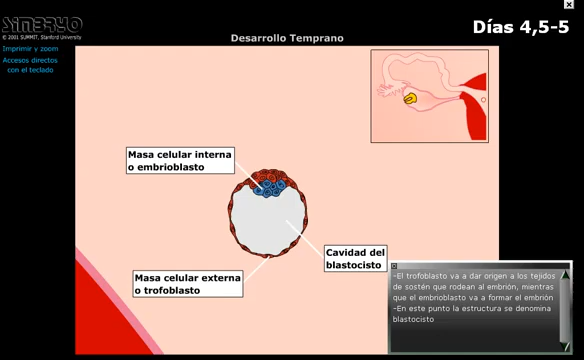 SIMBRYO
© 2001 SUMMIT, Stanford University
Imprimir y zoom
Accesos directos
con el teclado
Desarrollo Temprano
Días 4,5-5
Masa celular interna
o embrioblasto
Cavidad del
blastocisto
Masa celular externa
o trofoblasto
-El trofoblasto va a dar origen a los tejidos
de sostén que rodean al embrión, mientras
que el embrioblasto va a formar el embrión
-En este punto la estructura se denomina
blastocisto